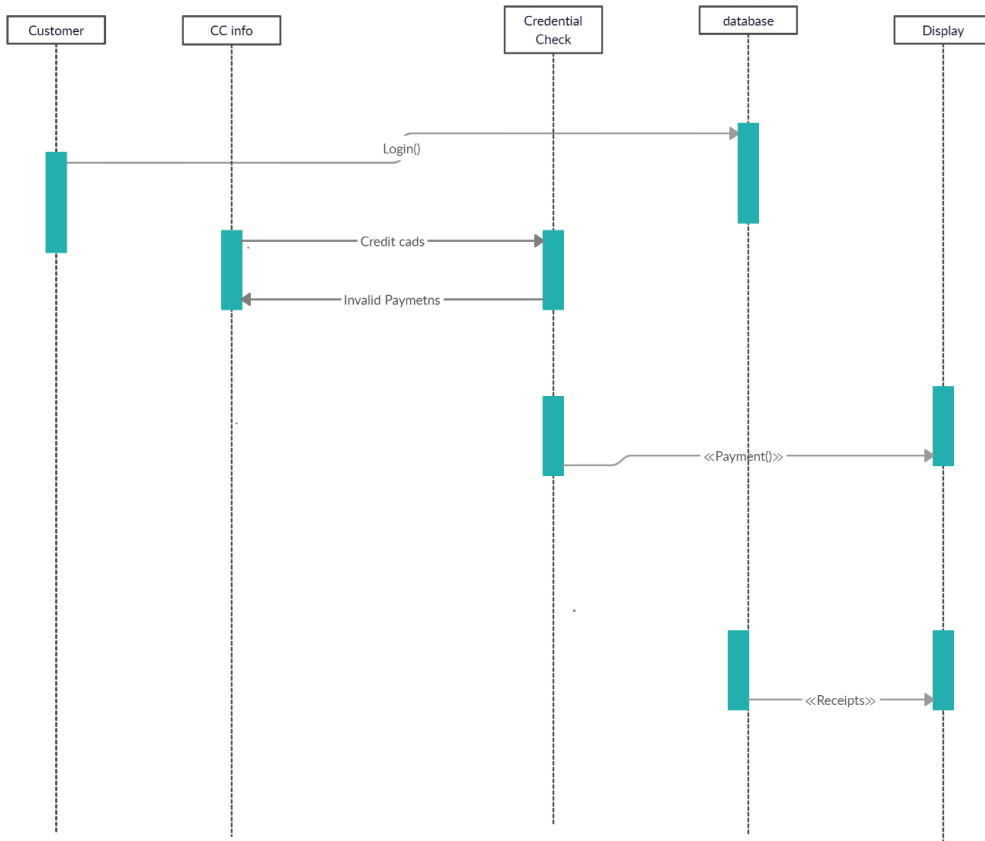 Customer
CC info
Credential
Check
database
Display
Login()
Credit cads
Invalid Paymetns
≪Payment()≫
≪Receipts≫